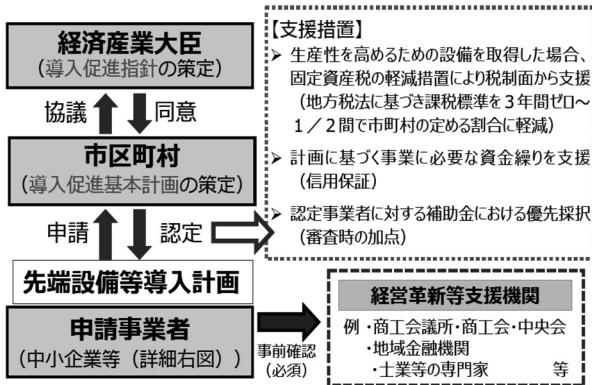 経済産業大臣
（導入促進指針の策定）
協議
同意
市区町村
（導入促進基本計画の策定）
申請
認定
先端設備等導入計画
申請事業者
（中小企業等（詳細右図））
【支援措置】
➢ 生産性を高めるための設備を取得した場合、
固定資産税の軽減措置により税制面から支援
（地方税法に基づき課税標準を３年間ゼロ～
１／２間で市町村の定める割合に軽減）
➢ 計画に基づく事業に必要な資金繰りを支援
（信用保証）
➢ 認定事業者に対する補助金における優先採択
（審査時の加点）
事前確認
（必須）
経営革新等支援機関
例 ・商工会議所・商工会・中央会
・地域金融機関
・士業等の専門家 等